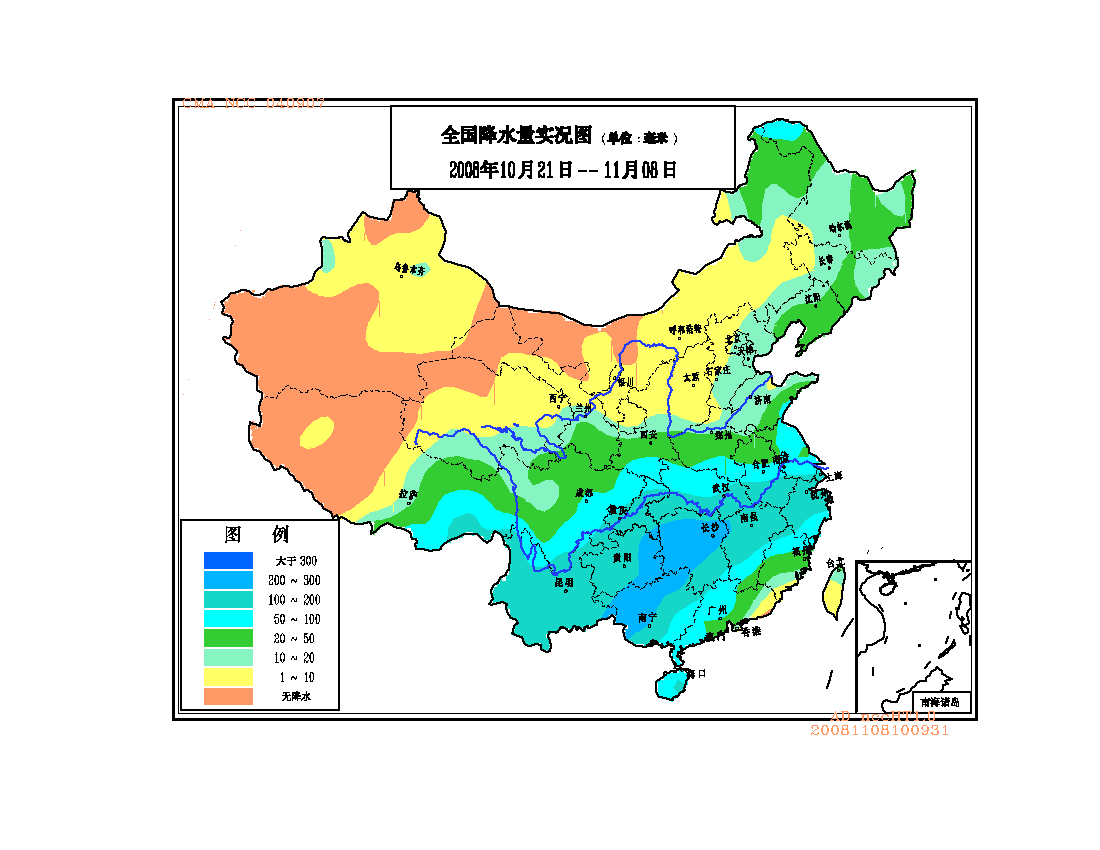 全国降水量实况图 (单位:毫米)
2008年10月21日--11月08日
哈尔滨
乌鲁木齐
长春
沈阳
呼和浩特
北京
天津
银川
太原
石家庄
西宁
兰州
济南
西安
郑州
合肥
南京
上海
拉萨
成都
武汉
杭州
重庆
南昌
长沙
贵阳
福州
台北
昆明
南宁
广州
澳门
香港
海口
图 例
大于 300
200 ~ 300
100 ~ 200
50 ~ 100
20 ~ 50
10 ~ 20
1 ~ 10
无降水
南海诸岛
20081108100931